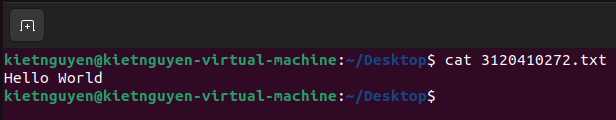 kietnguyen@kietnguyen-virtual-machine:~/Desktop$ cat 3120410272.txt
Hello World
kietnguyen@kietnguyen-virtual-machine:~/Desktop$